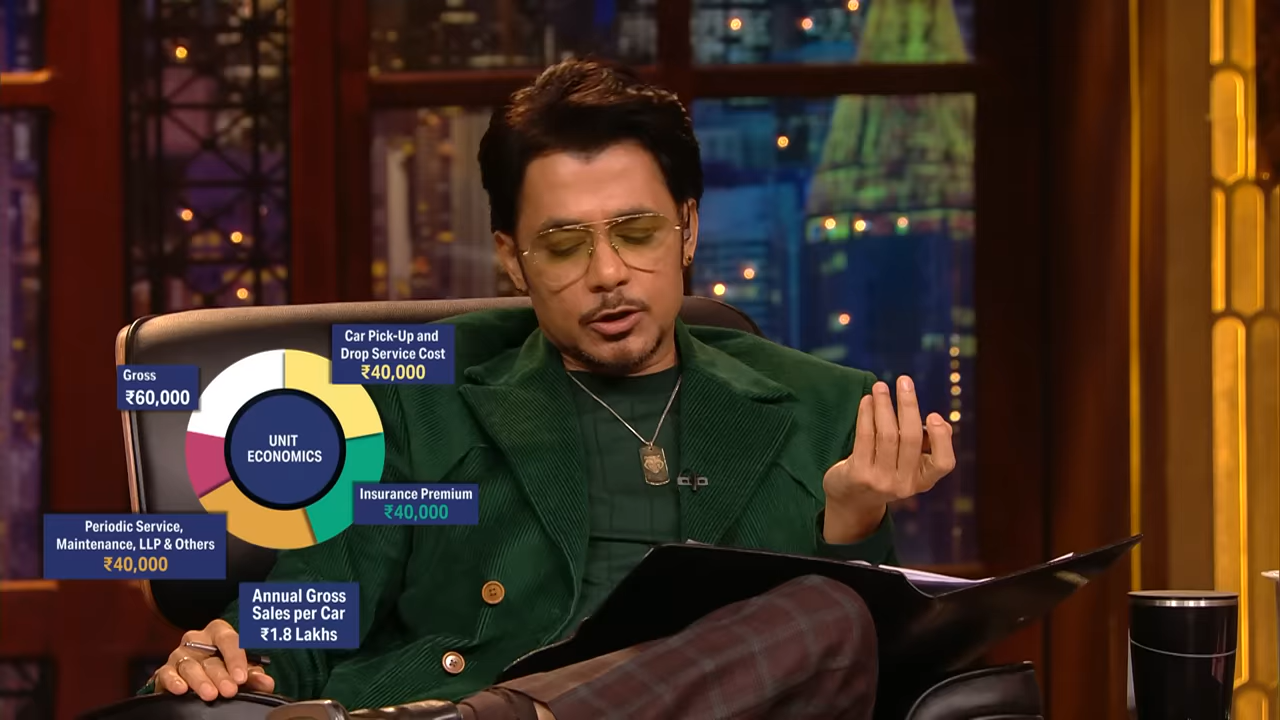 Car Pick-Up and
Drop Service Cost
₹40,000
Gross
₹60,000
UNIT
ECONOMICS
Insurance Premium
₹40,000
Periodic Service,
Maintenance, LLP & Others
₹40,000
Annual Gross
Sales per Car
₹1.8 Lakhs